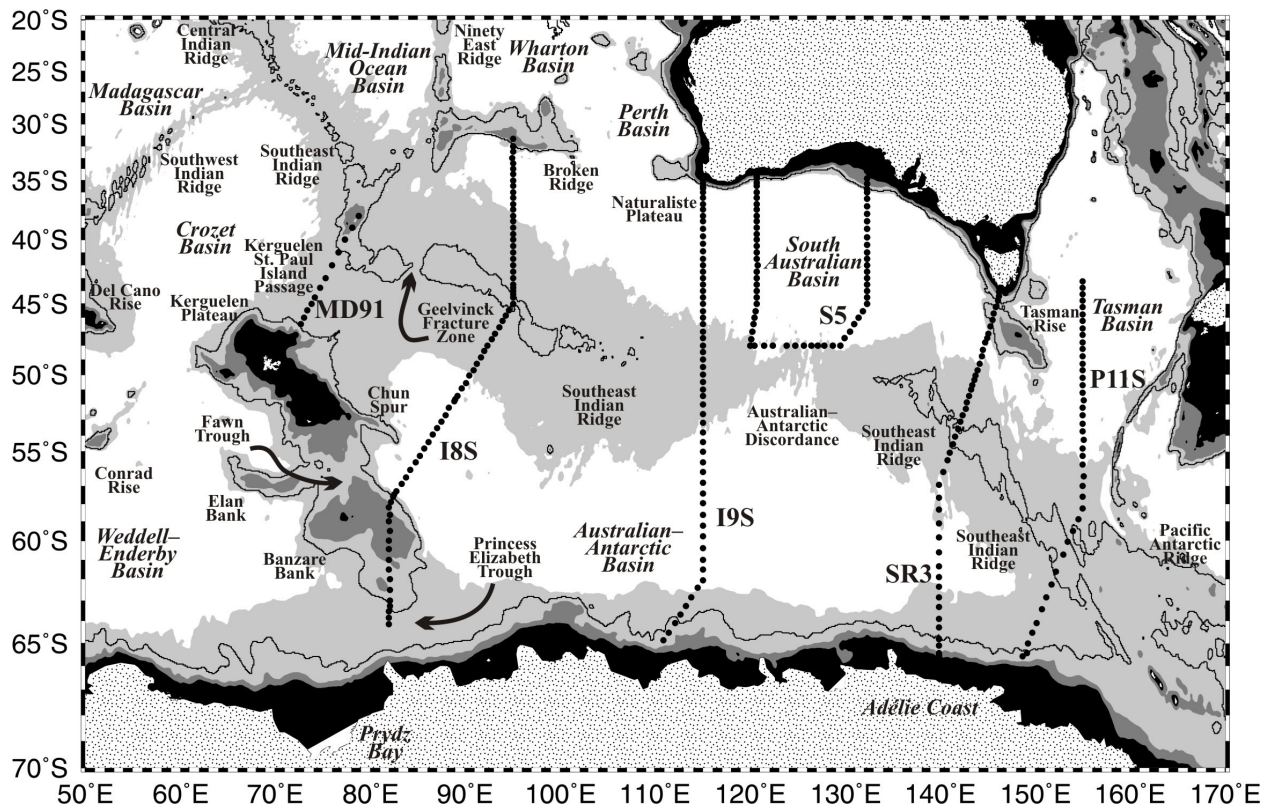 20°S
25°S
30°S
35°S
40°S
45°S
50°S
55°S
60°S
65°S
70°S
Central
Indian
Ridge
Mid-Indian
Ocean
Basin
Ninety
East
Ridge
Wharton
Basin
Madagascar
Basin
Perth
Basin
Southwest
Indian
Ridge
Southeast
Indian
Ridge
Broken
Ridge
Naturaliste
Plateau
Crozet
Basin
Kerguelen
St. Paul
Island
Passage
South
Australian
Basin
Del Cano
Rise
Kerguelen
Plateau
MD91
Geelvinck
Fracture
Zone
S5
Tasman
Rise
Tasman
Basin
P11S
Chun
Spur
Southeast
Indian
Ridge
Australian–
Antarctic
Discordance
Southeast
Indian
Ridge
Fawn
Trough
I8S
Conrad
Rise
Elan
Bank
I9S
Weddell–
Enderby
Basin
Banzare
Bank
Princess
Elizabeth
Trough
Australian–
Antarctic
Basin
SR3
Southeast
Indian
Ridge
Pacific
Antarctic
Ridge
Prydz
Bay
Adélie Coast
50°E
60°E
70°E
80°E
90°E
100°E
110°E
120°E
130°E
140°E
150°E
160°E
170°E